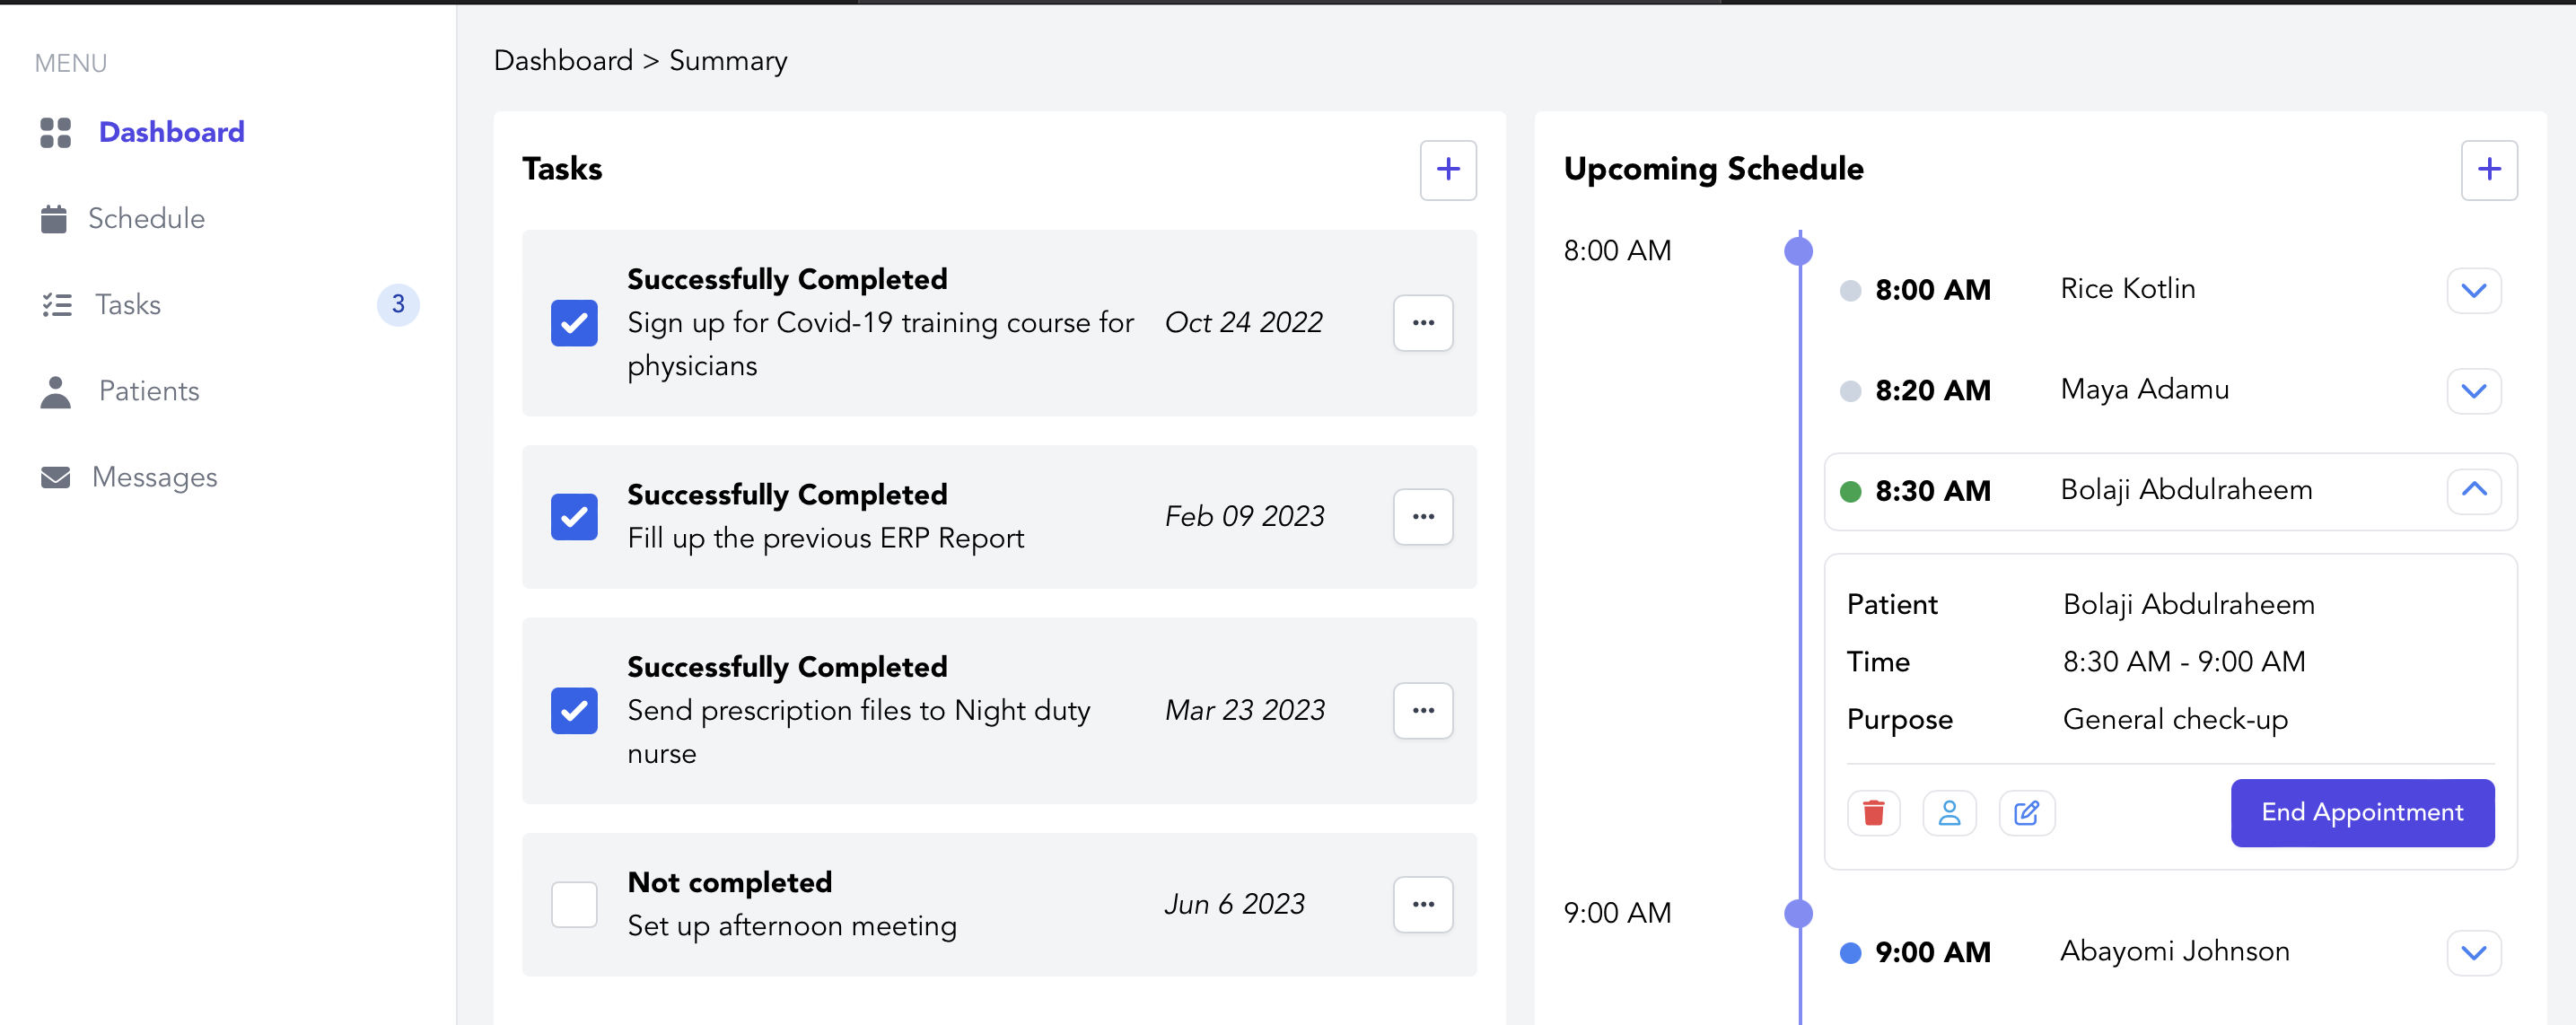 MENU
Dashboard
Schedule
Tasks 3
Patients
Messages
Dashboard > Summary
Tasks
Successfully Completed
Sign up for Covid-19 training course for
physicians
Oct 24 2022
Successfully Completed
Fill up the previous ERP Report
Feb 09 2023
Successfully Completed
Send prescription files to Night duty
nurse
Mar 23 2023
Not completed
Set up afternoon meeting
Jun 6 2023
Upcoming Schedule
8:00 AM
8:00 AM Rice Kotlin
8:20 AM Maya Adamu
8:30 AM Bolaji Abdulraheem
Patient Bolaji Abdulraheem
Time 8:30 AM - 9:00 AM
Purpose General check-up
End Appointment
9:00 AM
9:00 AM Abayomi Johnson